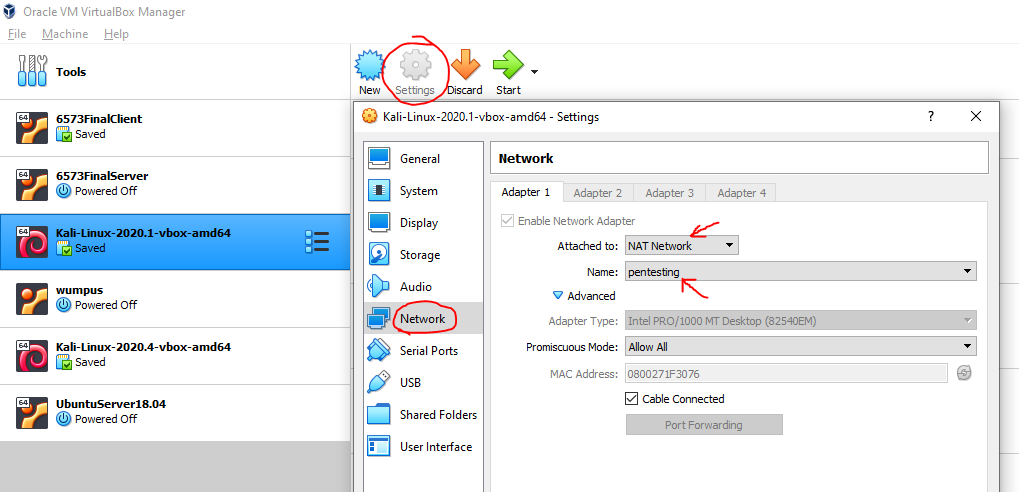 Oracle VM VirtualBox Manager
File Machine Help
Tools
New Settings Discard Start
64 6573FinalClient
Saved
64 6573FinalServer
Powered Off
64 Kali-Linux-2020.1-vbox-amd64
Saved
64 wumpus
Powered Off
64 Kali-Linux-2020.4-vbox-amd64
Saved
64 UbuntuServer18.04
Powered Off
Kali-Linux-2020.1-vbox-amd64 - Settings ?
General
System
Display
Storage
Audio
Network
Serial Ports
USB
Shared Folders
User Interface
Network
Adapter 1 Adapter 2 Adapter 3 Adapter 4
Enable Network Adapter
Attached to: NAT Network
Name: pentesting
Advanced
Adapter Type: Intel PRO/1000 MT Desktop (82540EM)
Promiscuous Mode: Allow All
MAC Address: 0800271F3076
Cable Connected
Port Forwarding